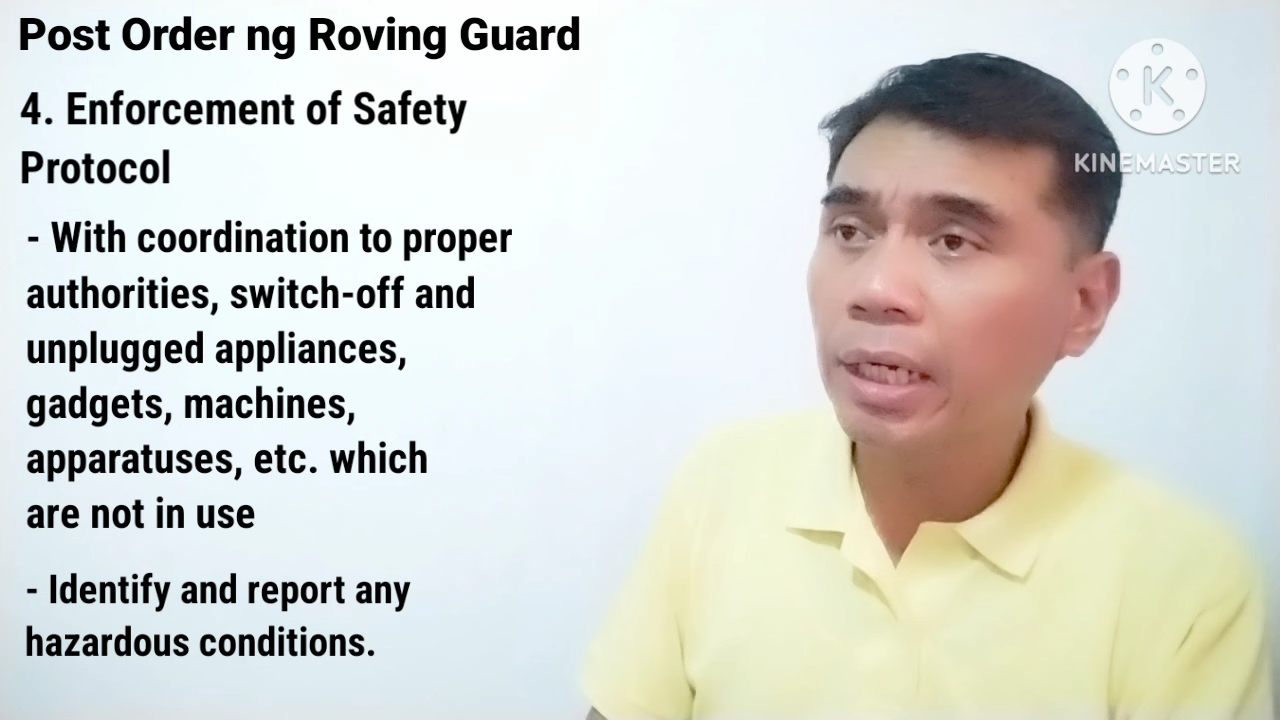 Post Order ng Roving Guard
4. Enforcement of Safety
Protocol
- With coordination to proper
authorities, switch-off and
unplugged appliances,
gadgets, machines,
apparatuses, etc. which
are not in use
- Identify and report any
hazardous conditions.
K
KINEMASTER